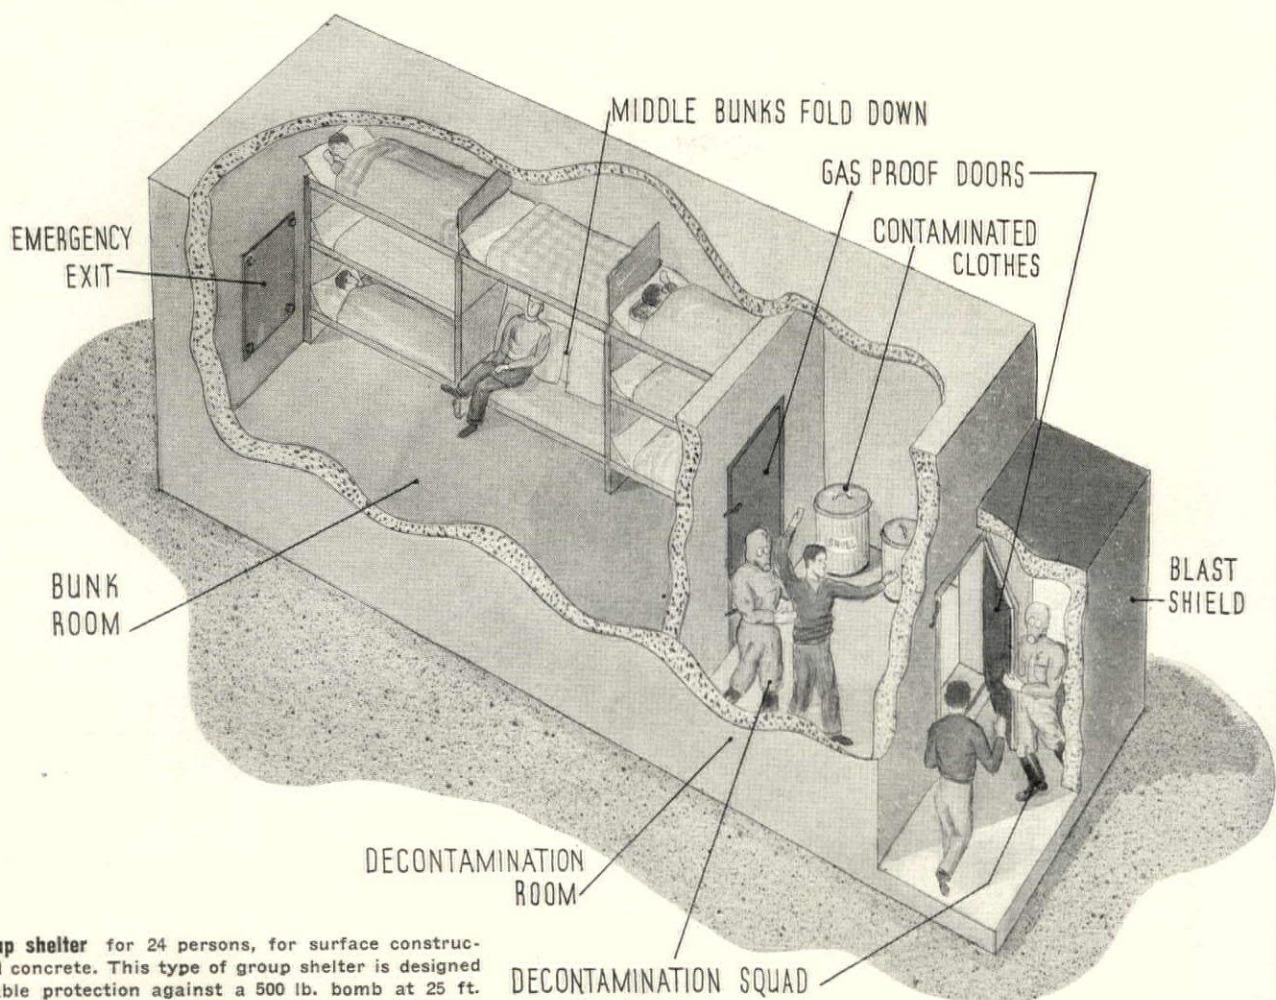 MIDDLE BUNKS FOLD DOWN
GAS PROOF DOORS
CONTAMINATED
CLOTHES
EMERGENCY
EXIT
BUNK
ROOM
BLAST
SHIELD
DECONTAMINATION
ROOM
DECONTAMINATION SQUAD
shelter for 24 persons, for surface construc-
concrete. This type of group shelter is designed
protection against a 500 lb. bomb at 25 ft.